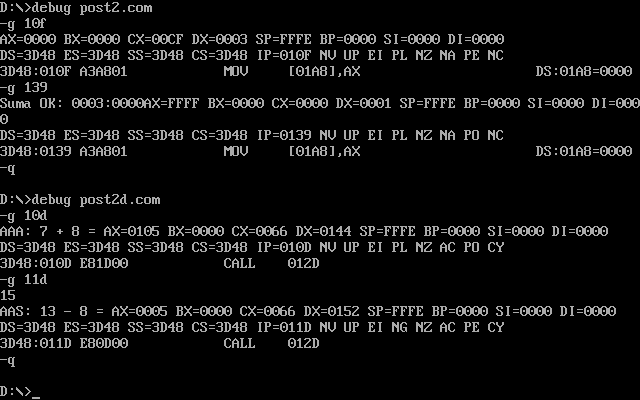 D:\>debug post2.com
-g 10f
AX=0000 BX=0000 CX=00CF DX=0003 SP=FFFE BP=0000 SI=0000 DI=0000
DS=3D48 ES=3D48 SS=3D48 CS=3D48 IP=010F NV UP EI PL NZ NA PE NC
3D48:010F A3A801 MOV [01A8],AX DS:01A8=0000
-g 139
Suma OK: 0003:0000AX=FFFF BX=0000 CX=0000 DX=0001 SP=FFFE BP=0000 SI=0000 DI=000
0
DS=3D48 ES=3D48 SS=3D48 CS=3D48 IP=0139 NV UP EI PL NZ NA PO NC
3D48:0139 A3A801 MOV [01A8],AX DS:01A8=0000
-q
D:\>debug post2d.com
-g 10d
AAA: 7 + 8 = AX=0105 BX=0000 CX=0066 DX=0144 SP=FFFE BP=0000 SI=0000 DI=0000
DS=3D48 ES=3D48 SS=3D48 CS=3D48 IP=010D NV UP EI PL NZ AC PO CY
3D48:010D E81D00 CALL 012D
-g 11d
15
AAS: 13 - 8 = AX=0005 BX=0000 CX=0066 DX=0152 SP=FFFE BP=0000 SI=0000 DI=0000
DS=3D48 ES=3D48 SS=3D48 CS=3D48 IP=011D NV UP EI NG NZ AC PE CY
3D48:011D E80D00 CALL 012D
-q
D:\>_